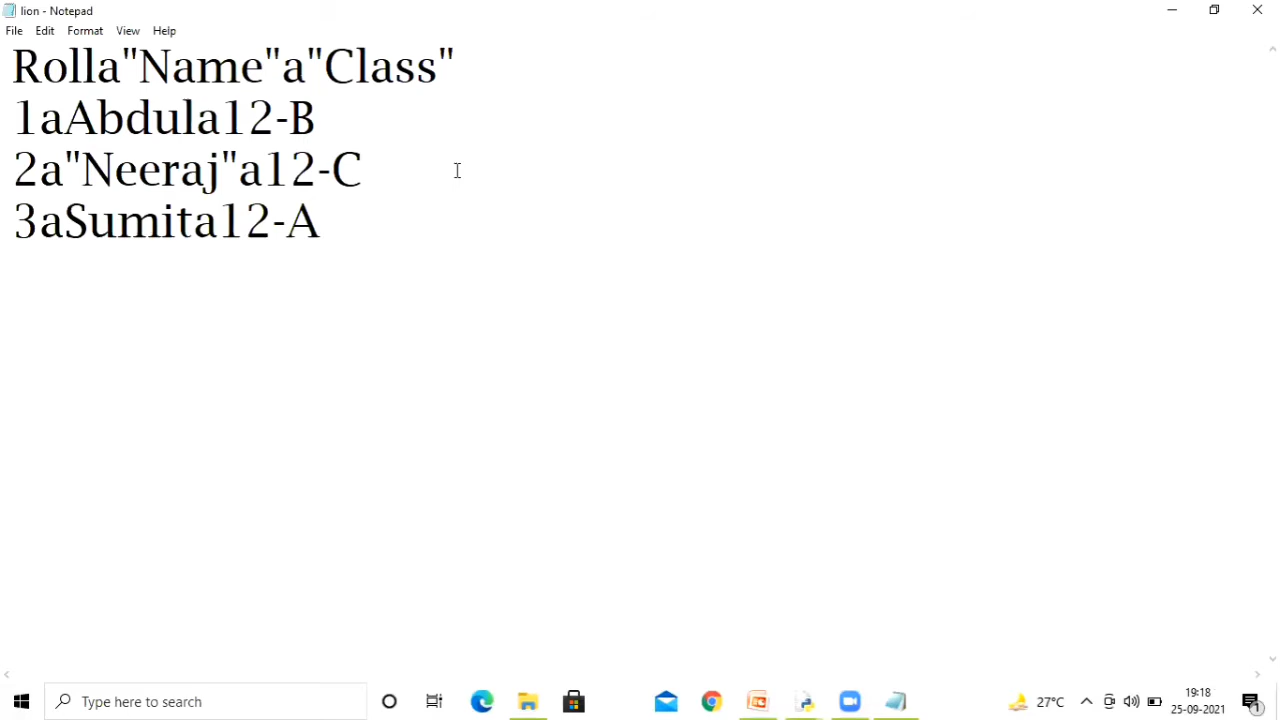 lion - Notepad
File Edit Format View Help
Rolla"Name"a"Class"
1aAbdula12-B
2a"Neeraj"a12-C
3aSumita12-A
Type here to search
27°C
19:18
25-09-2021
1